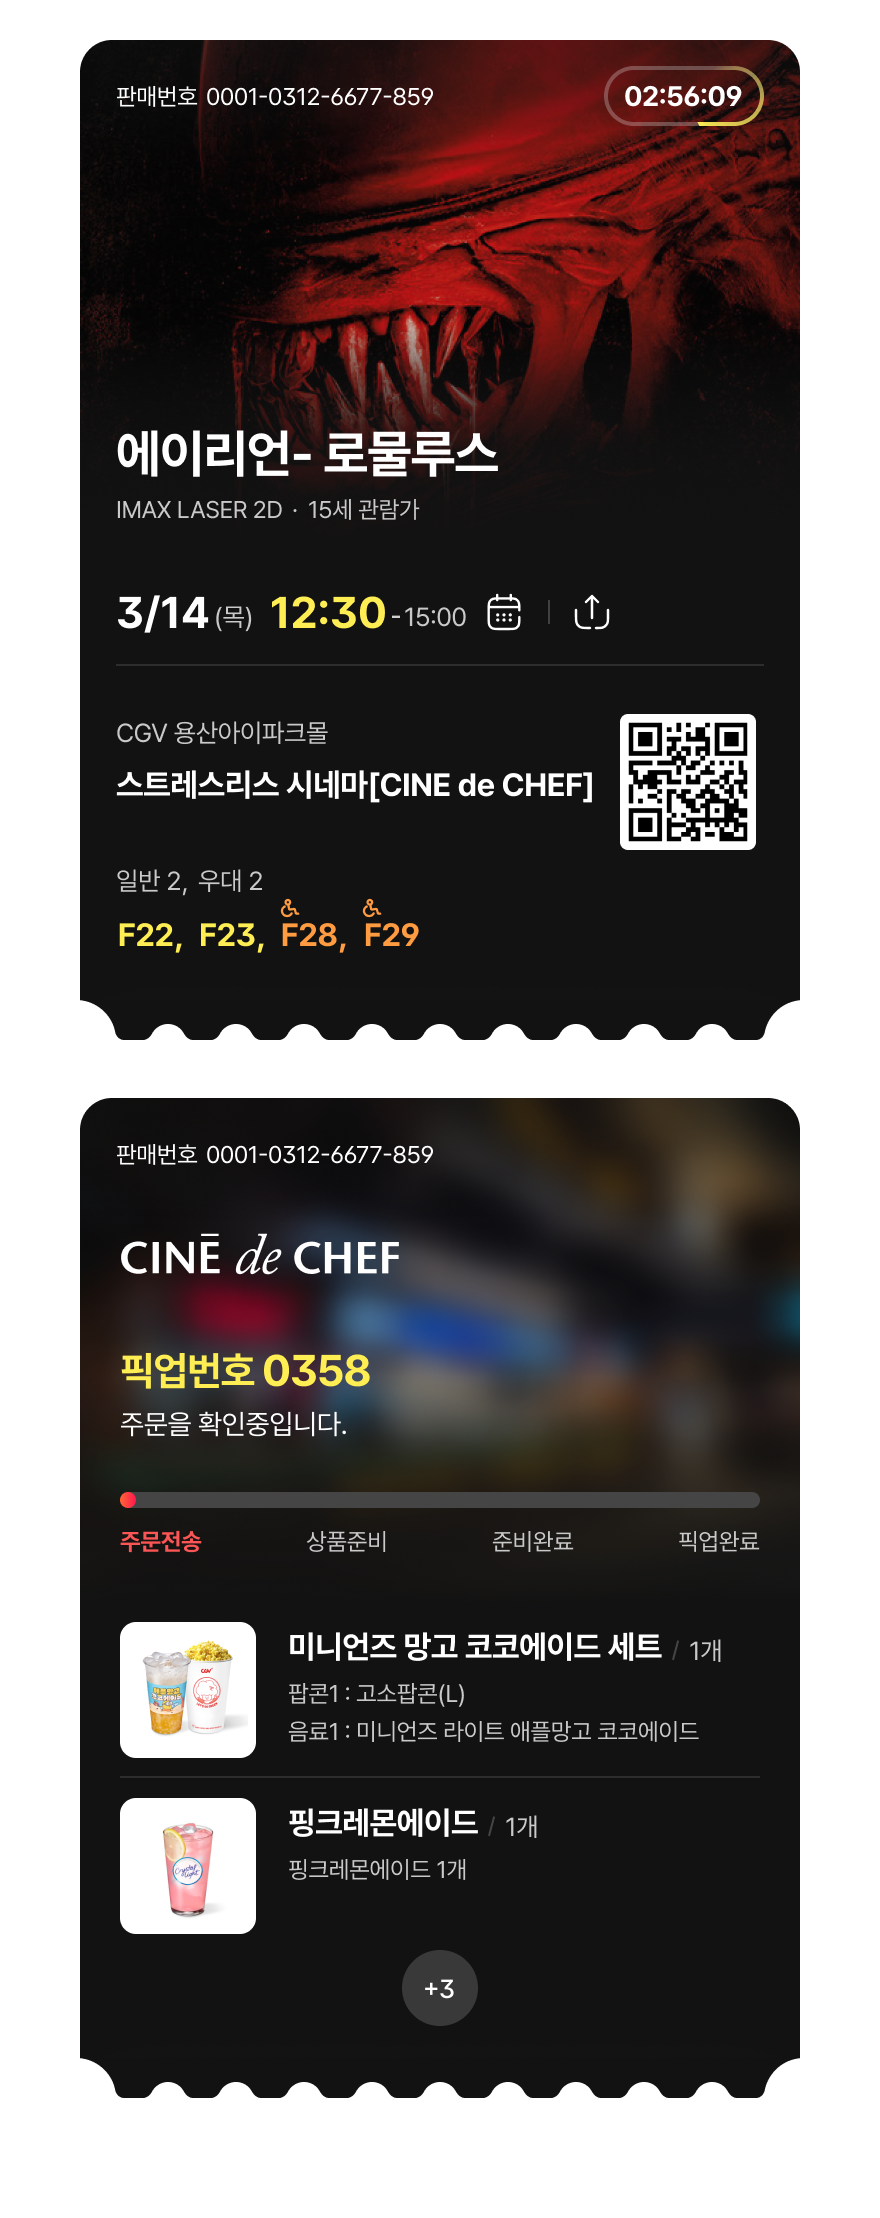 판매번호 0001-0312-6677-859
02:56:09
에이리언- 로물루스
IMAX LASER 2D · 15세 관람가
3/14 (목) 12:30 - 15:00
CGV 용산아이파크몰
스트레스리스 시네마[CINE de CHEF]
일반 2, 우대 2
F22, F23, F28, F29
판매번호 0001-0312-6677-859
CINĒ de CHEF
픽업번호 0358
주문을 확인중입니다.
주문전송 상품준비 준비완료 픽업완료
미니언즈 망고 코코에이드 세트 / 1개
팝콘1 : 고소팝콘(L)
음료1 : 미니언즈 라이트 애플망고 코코에이드
핑크레몬에이드 / 1개
핑크레몬에이드 1개
+3